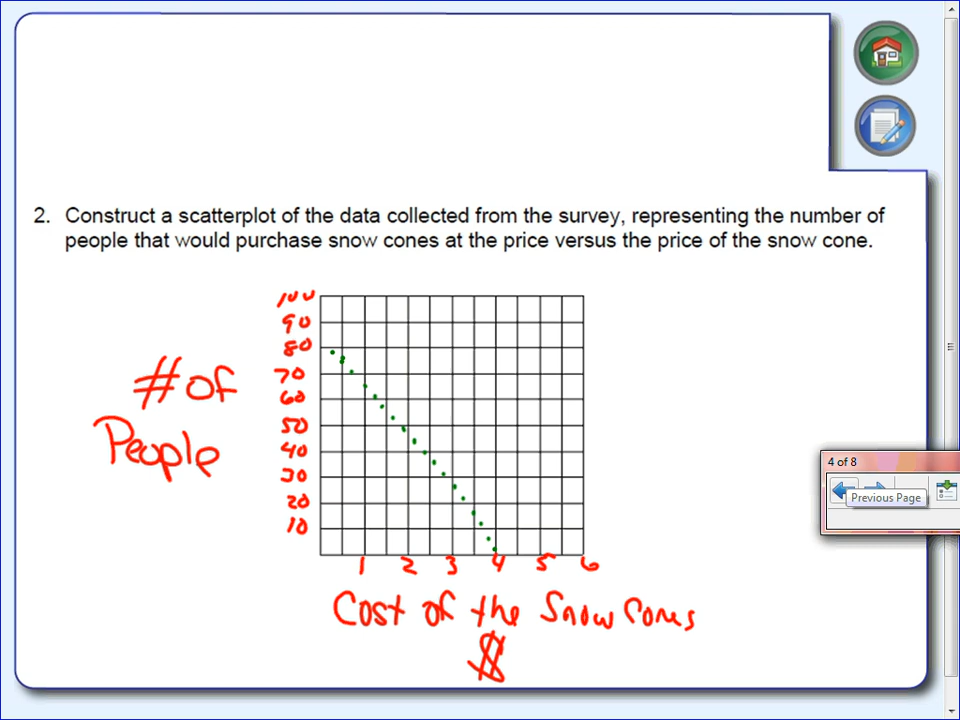 2. Construct a scatterplot of the data collected from the survey, representing the number of
people that would purchase snow cones at the price versus the price of the snow cone.
100
90
80
70
60
50
40
30
20
10
# of
People
4 of 8
Previous Page
1 2 3 4 5 6
Cost of the Snow Cones
$